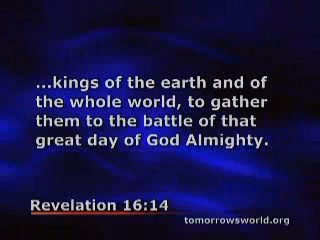 ...kings of the earth and of
the whole world, to gather
them to the battle of that
great day of God Almighty.
Revelation 16:14
tomorrowsworld.org